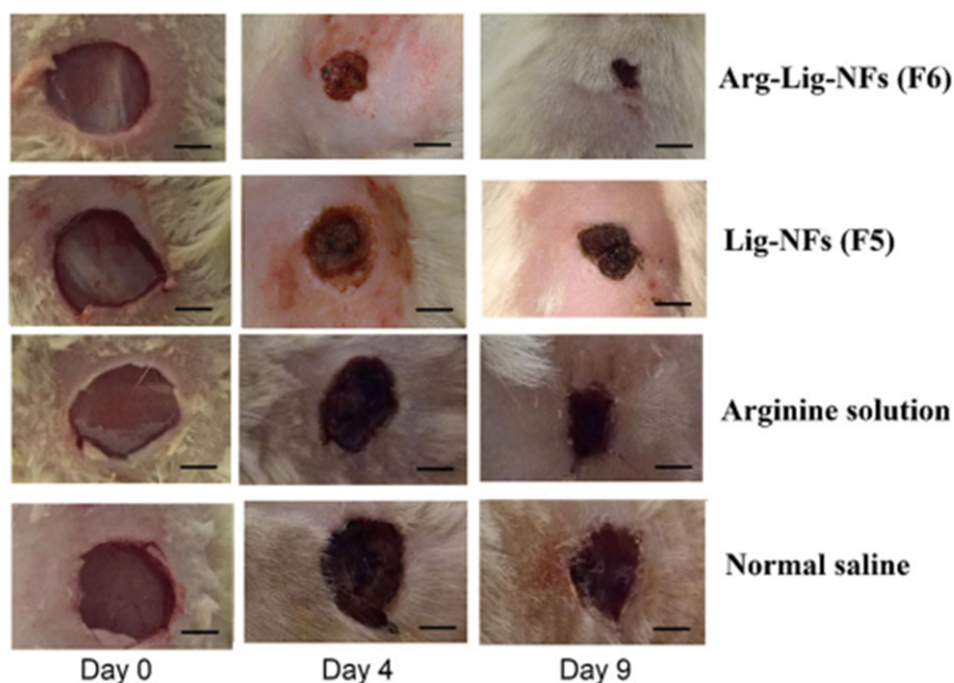 Arg-Lig-NFs (F6)
Lig-NFs (F5)
Arginine solution
Normal saline
Day 0 Day 4 Day 9